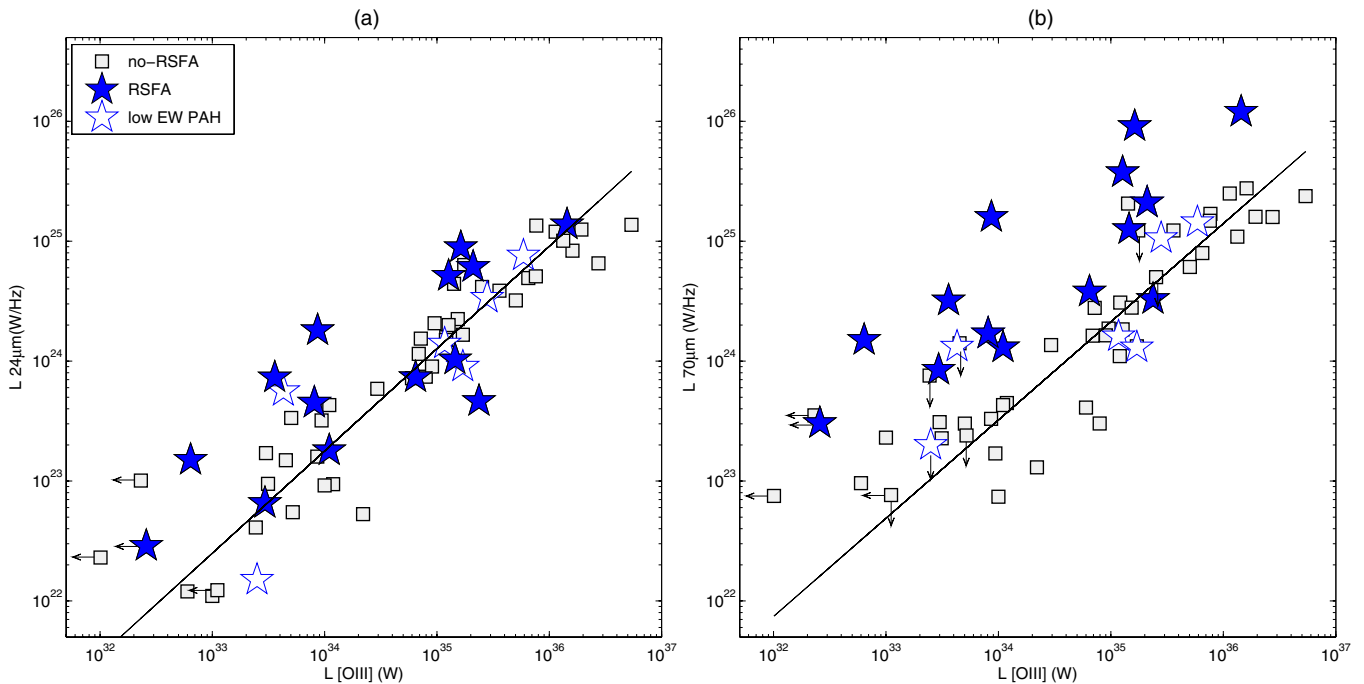 (a)
no-RSFA
RSFA
low EW PAH
10^26
10^25
10^24
10^23
10^22
L 24μm(W/Hz)
10^32 10^33 10^34 10^35 10^36 10^37
L [OIII] (W)
(b)
10^26
10^25
10^24
10^23
10^22
L 70μm (W/Hz)
10^32 10^33 10^34 10^35 10^36 10^37
L [OIII] (W)